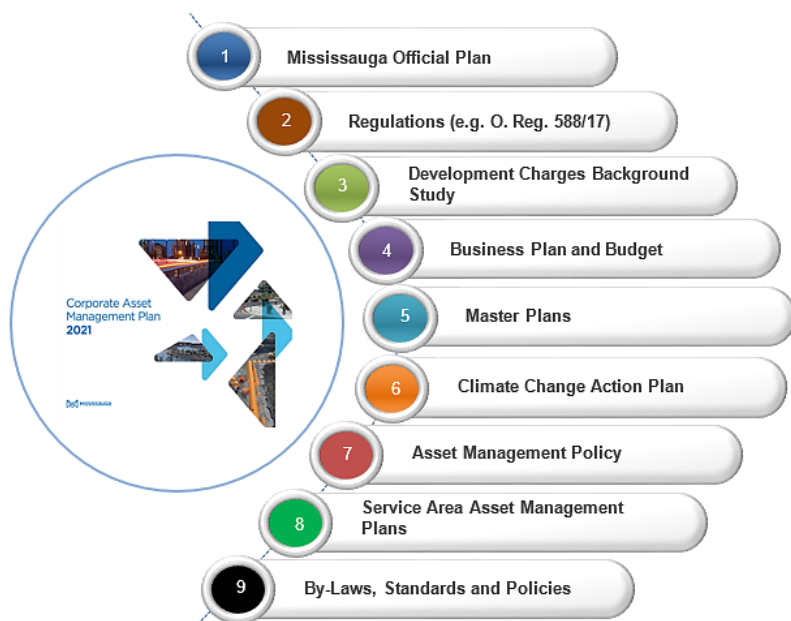 1
Mississauga Official Plan
2
Regulations (e.g. O. Reg. 588/17)
3
Development Charges Background
Study
4
Business Plan and Budget
5
Master Plans
6
Climate Change Action Plan
7
Asset Management Policy
8
Service Area Asset Management
Plans
9
By-Laws, Standards and Policies
Corporate Asset
Management Plan
2021
MISSISSAUGA